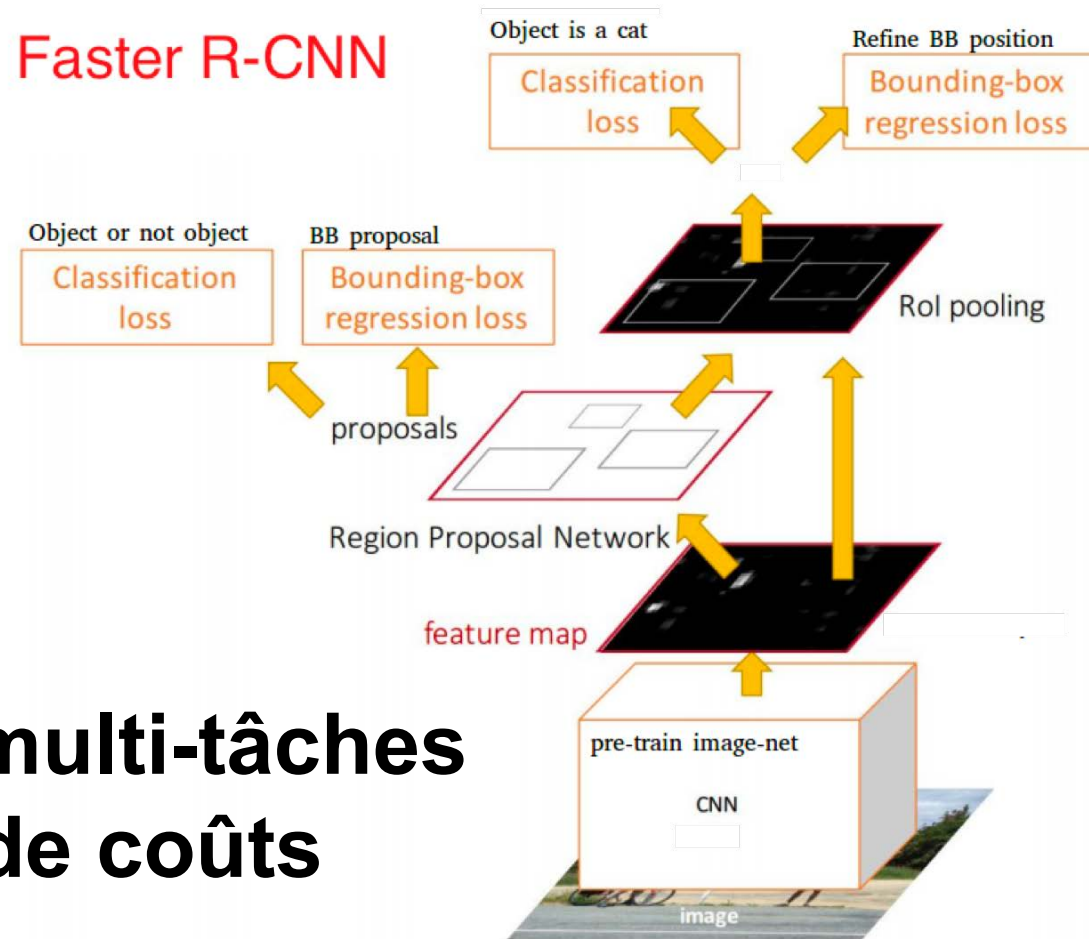 Faster R-CNN
Object is a cat
Classification
loss
Refine BB position
Bounding-box
regression loss
Object or not object
Classification
loss
BB proposal
Bounding-box
regression loss
RoI pooling
proposals
Region Proposal Network
feature map
multi-tâches
de coûts
pre-train image-net
CNN
image